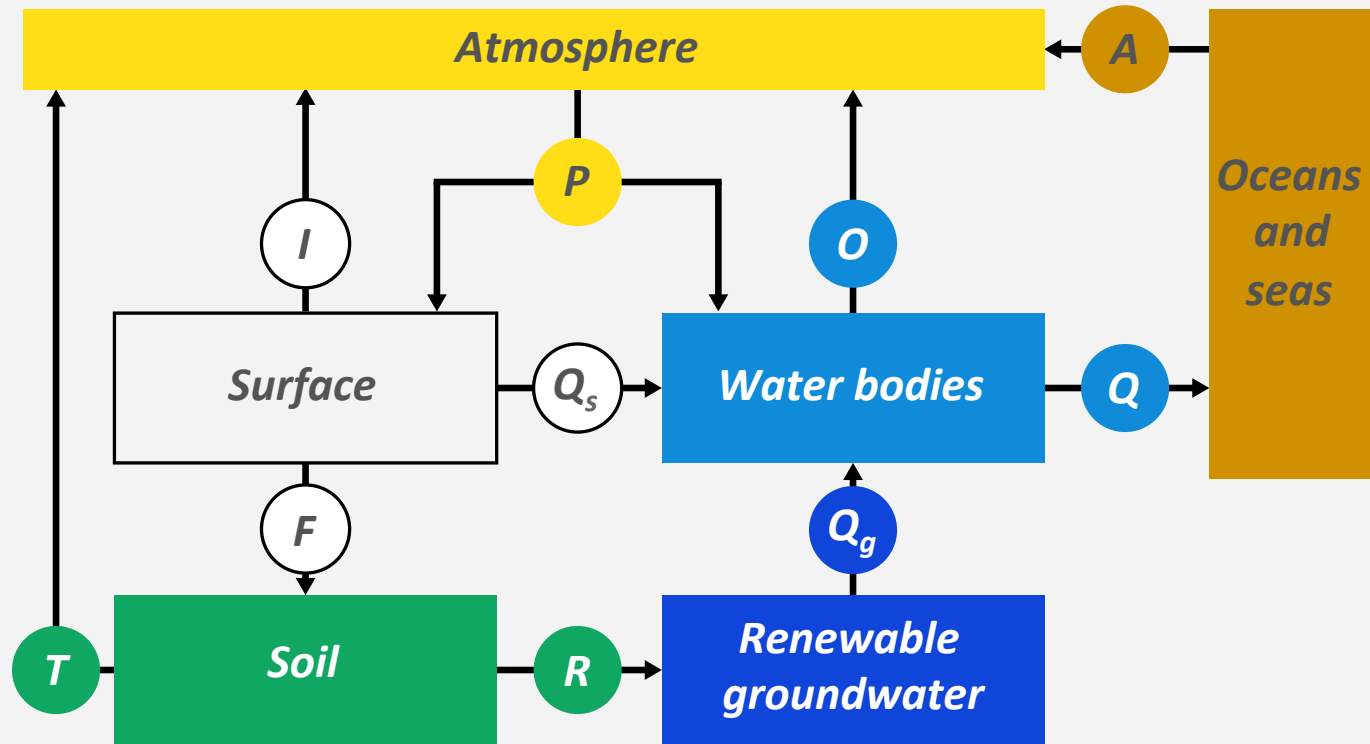 Atmosphere
A
Oceans
and
seas
P
I
O
Surface
Qs
Water bodies
Q
F
Qg
T
Soil
R
Renewable
groundwater